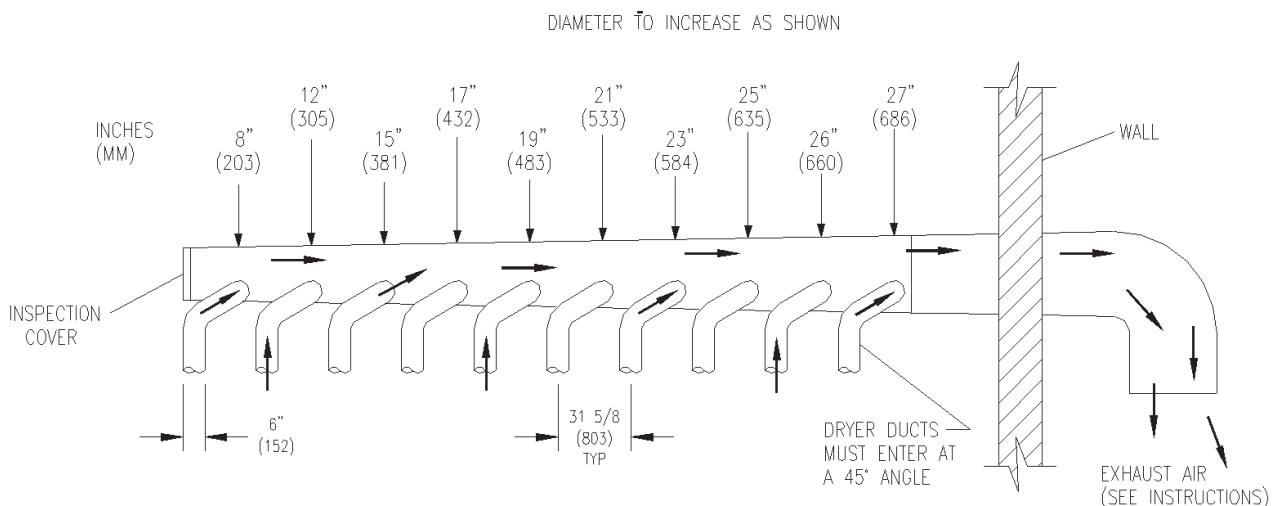 DIAMETER TO INCREASE AS SHOWN
INCHES
(MM)
8”
(203)
12”
(305)
15”
(381)
17”
(432)
19”
(483)
21”
(533)
23”
(584)
25”
(635)
26”
(660)
27”
(686)
WALL
INSPECTION
COVER
6”
(152)
31 5/8
(803)
TYP
DRYER DUCTS
MUST ENTER AT
A 45° ANGLE
EXHAUST AIR
(SEE INSTRUCTIONS)